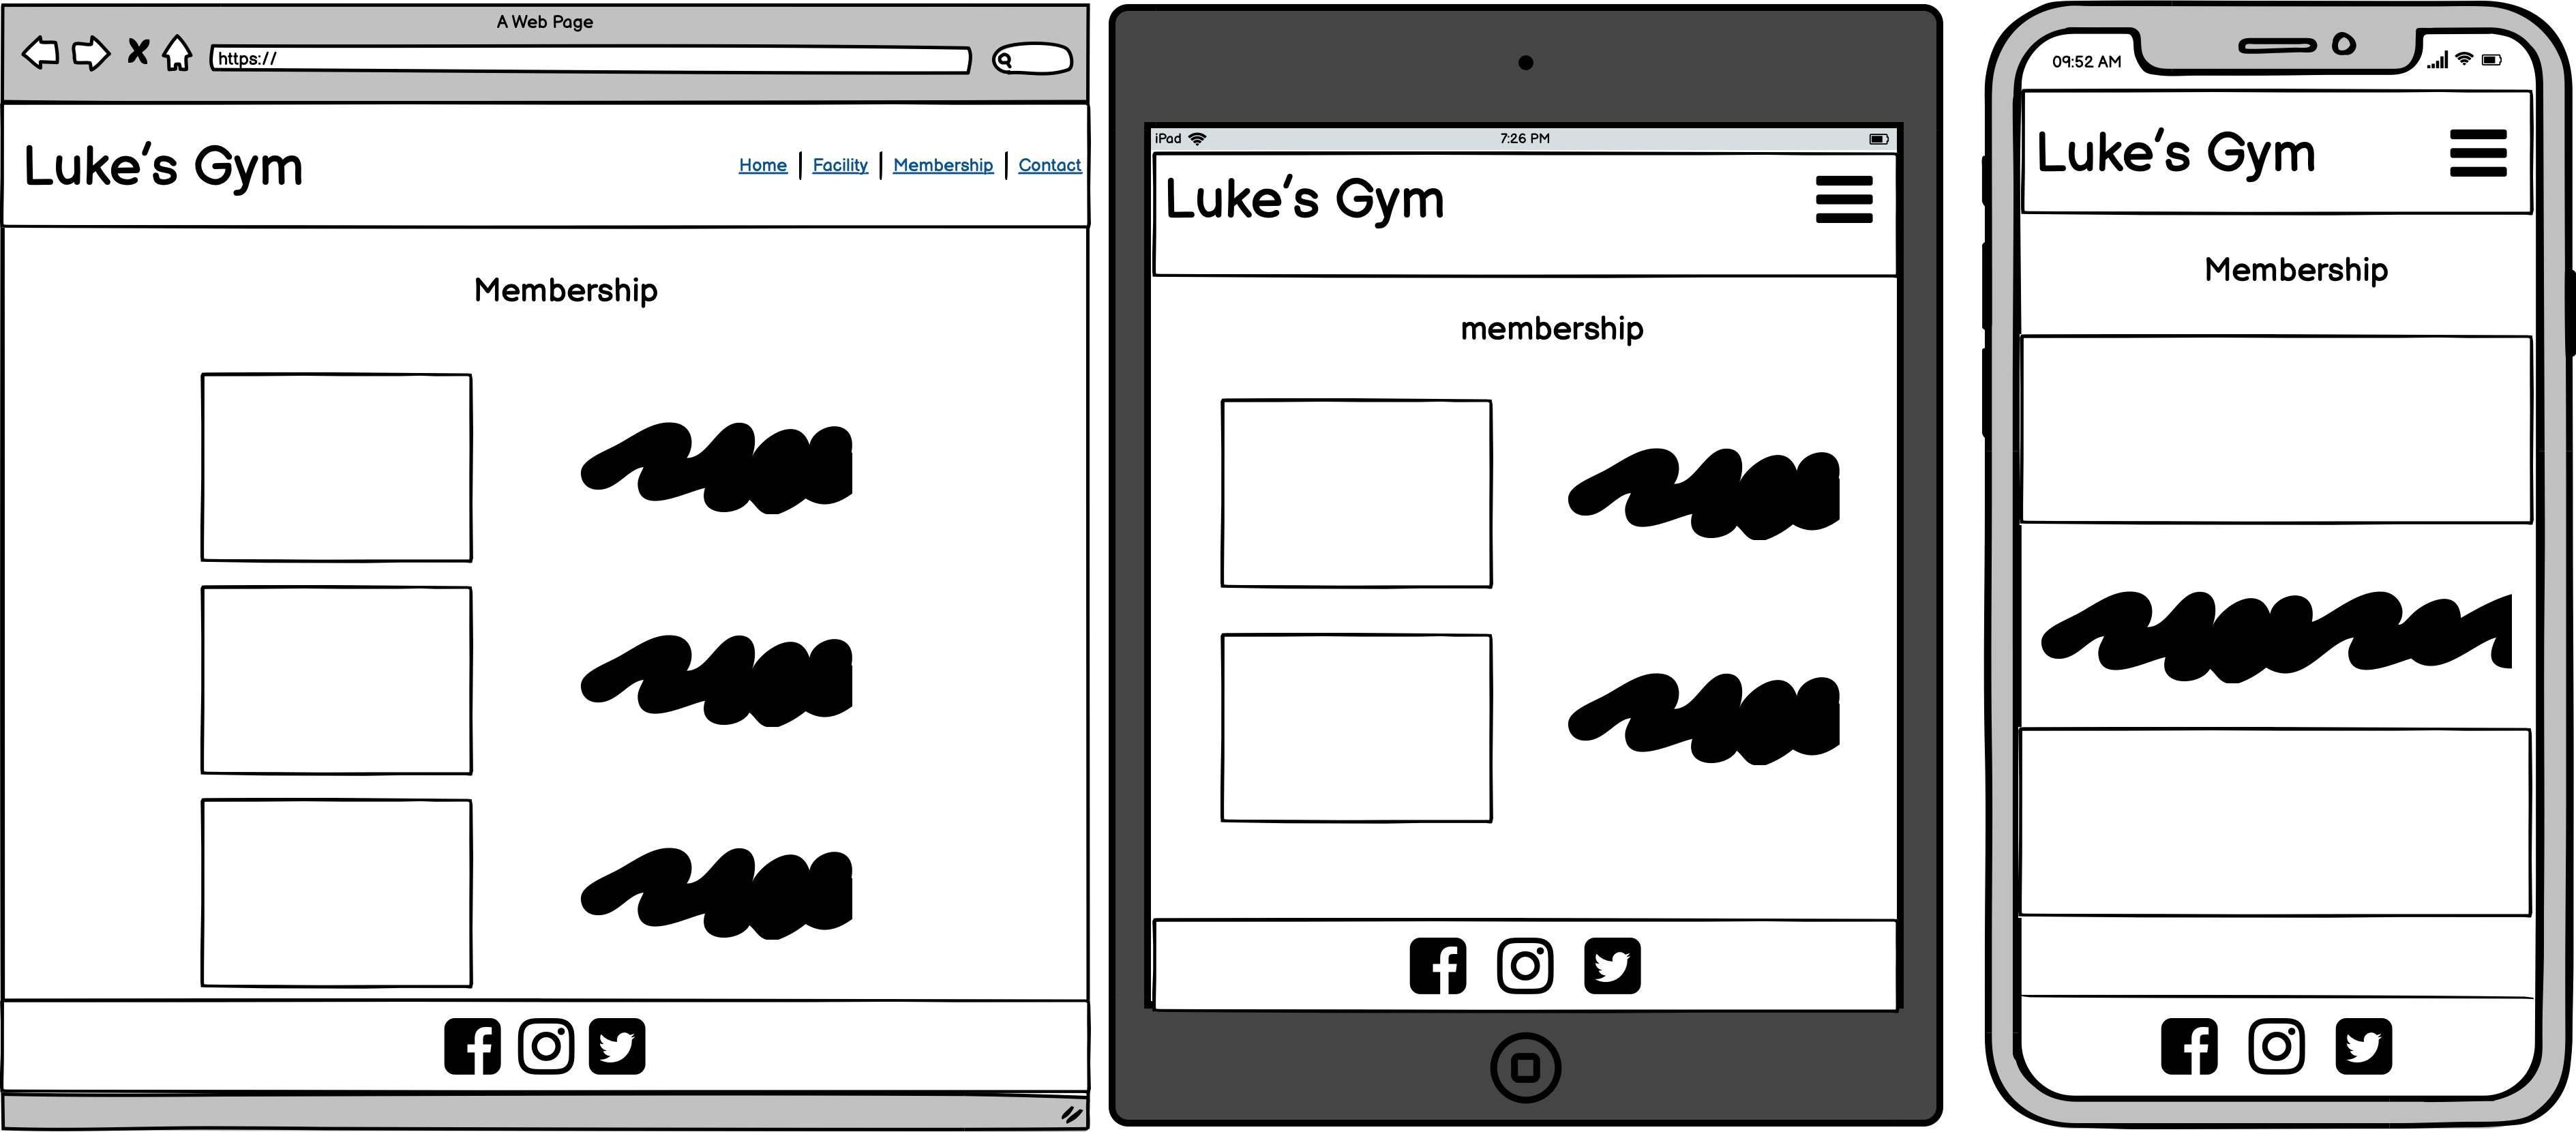 A Web Page
https://
Luke's Gym
Home | Facility | Membership | Contact
Membership
iPad
7:26 PM
Luke's Gym
membership
09:52 AM
Luke's Gym
Membership